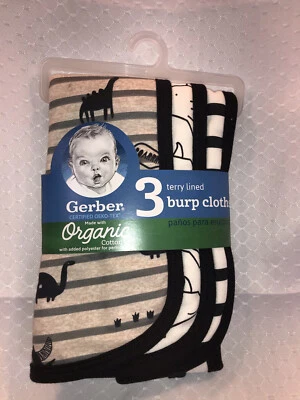 Gerber
CERTIFIED OEKO-TEX
Made with
Organic
Cotton
with added polyester for
3 terry lined
burp cloths
paños para